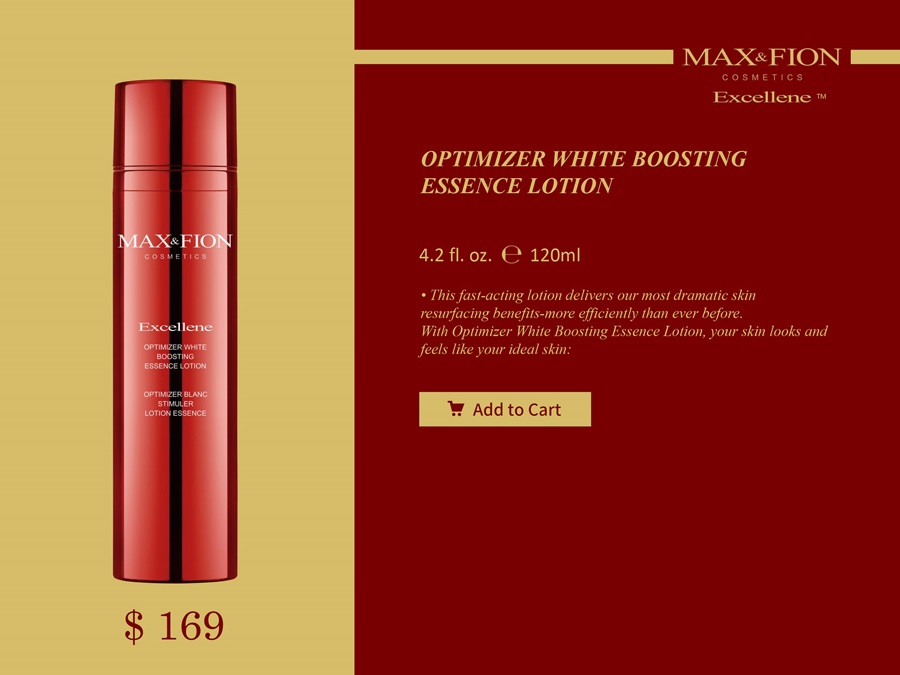 MAX&FION
COSMETICS
Excellene
OPTIMIZER WHITE
BOOSTING
ESSENCE LOTION
OPTIMIZER BLANC
STIMULER
LOTION ESSENCE
$ 169
MAX&FION
COSMETICS
Excellene ™
OPTIMIZER WHITE BOOSTING
ESSENCE LOTION
4.2 fl. oz. ℮ 120ml
• This fast-acting lotion delivers our most dramatic skin
resurfacing benefits-more efficiently than ever before.
With Optimizer White Boosting Essence Lotion, your skin looks and
feels like your ideal skin:
Add to Cart